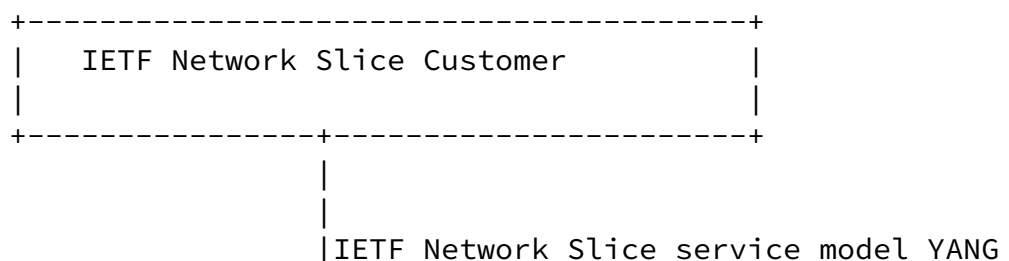 IETF Network Slice Customer
IETF Network Slice service model YANG